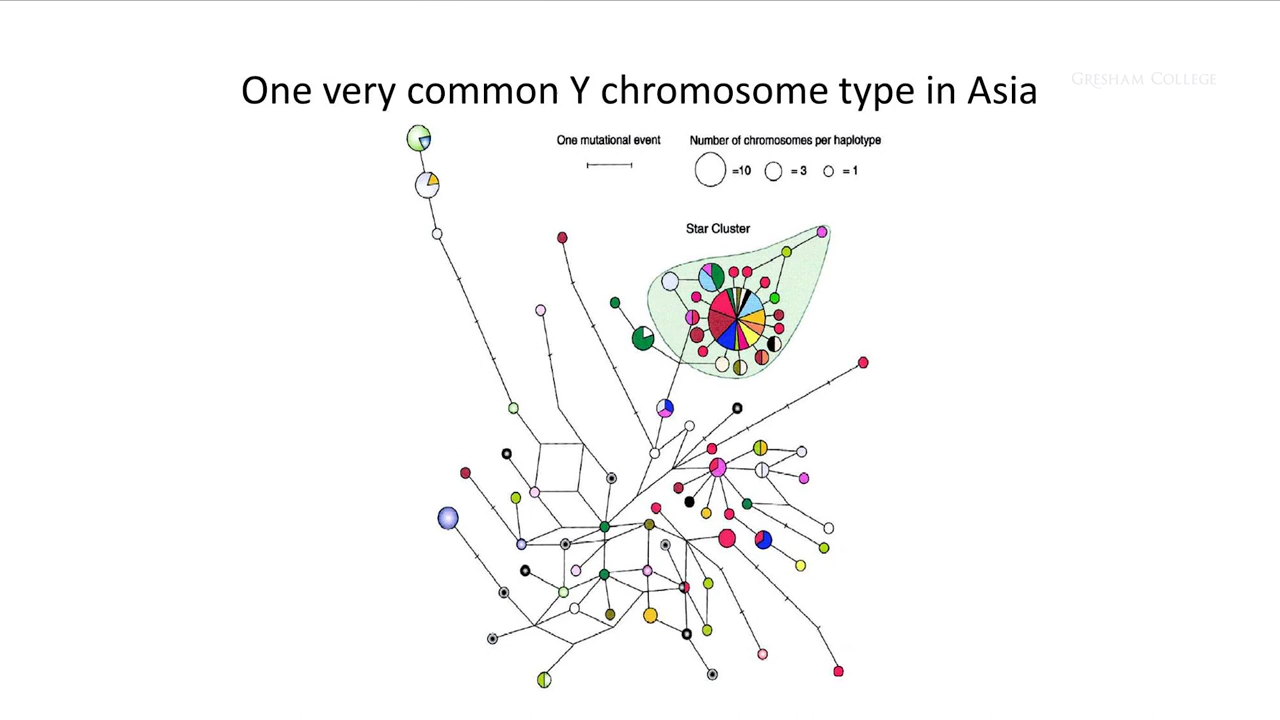 GRESHAM COLLEGE
One very common Y chromosome type in Asia
One mutational event
Number of chromosomes per haplotype
=10
= 3
= 1
Star Cluster